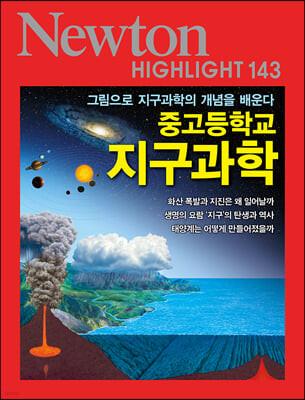 Newton
HIGHLIGHT 143
그림으로 지구과학의 개념을 배운다
중고등학교
지구과학
화산 폭발과 지진은 왜 일어날까
생명의 요람 '지구'의 탄생과 역사
태양계는 어떻게 만들어졌을까